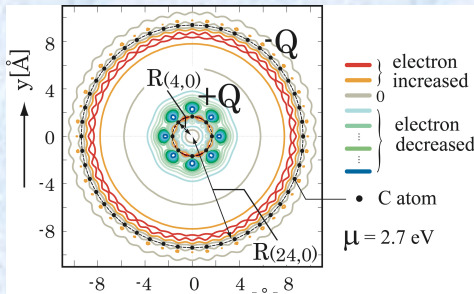 y[Å]
8
4
0
-4
-8
-8
-4
0
4
8
-Q
+Q
R(4,0)
R(24,0)
electron
increased
0
electron
decreased
C atom
μ = 2.7 eV